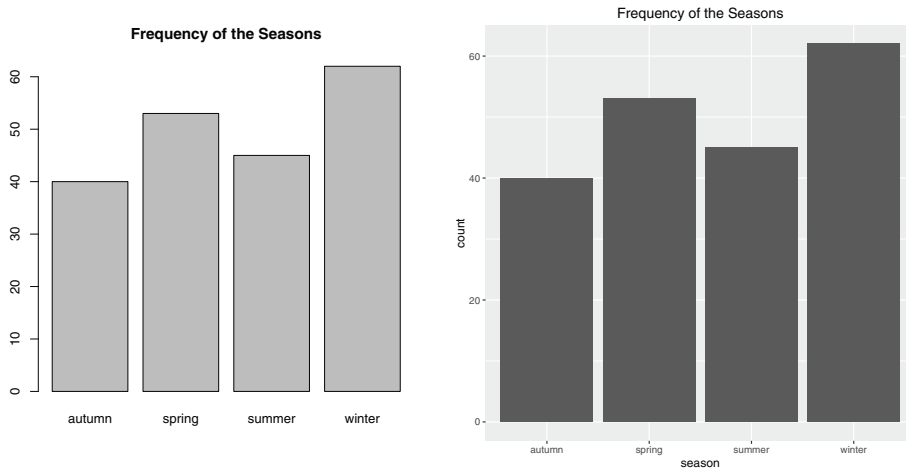 Frequency of the Seasons
60
50
40
30
20
10
0
autumn spring summer winter
Frequency of the Seasons
60
40
20
0
count
autumn spring summer winter
season